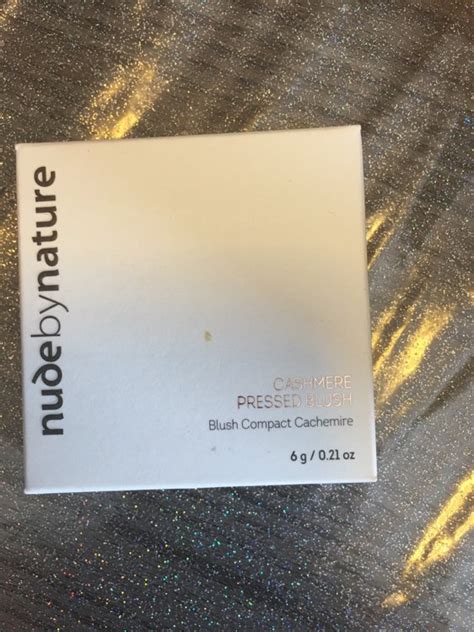 nudebynature
CASHMERE
PRESSED BLUSH
Blush Compact Cachemire
6 g / 0.21 oz